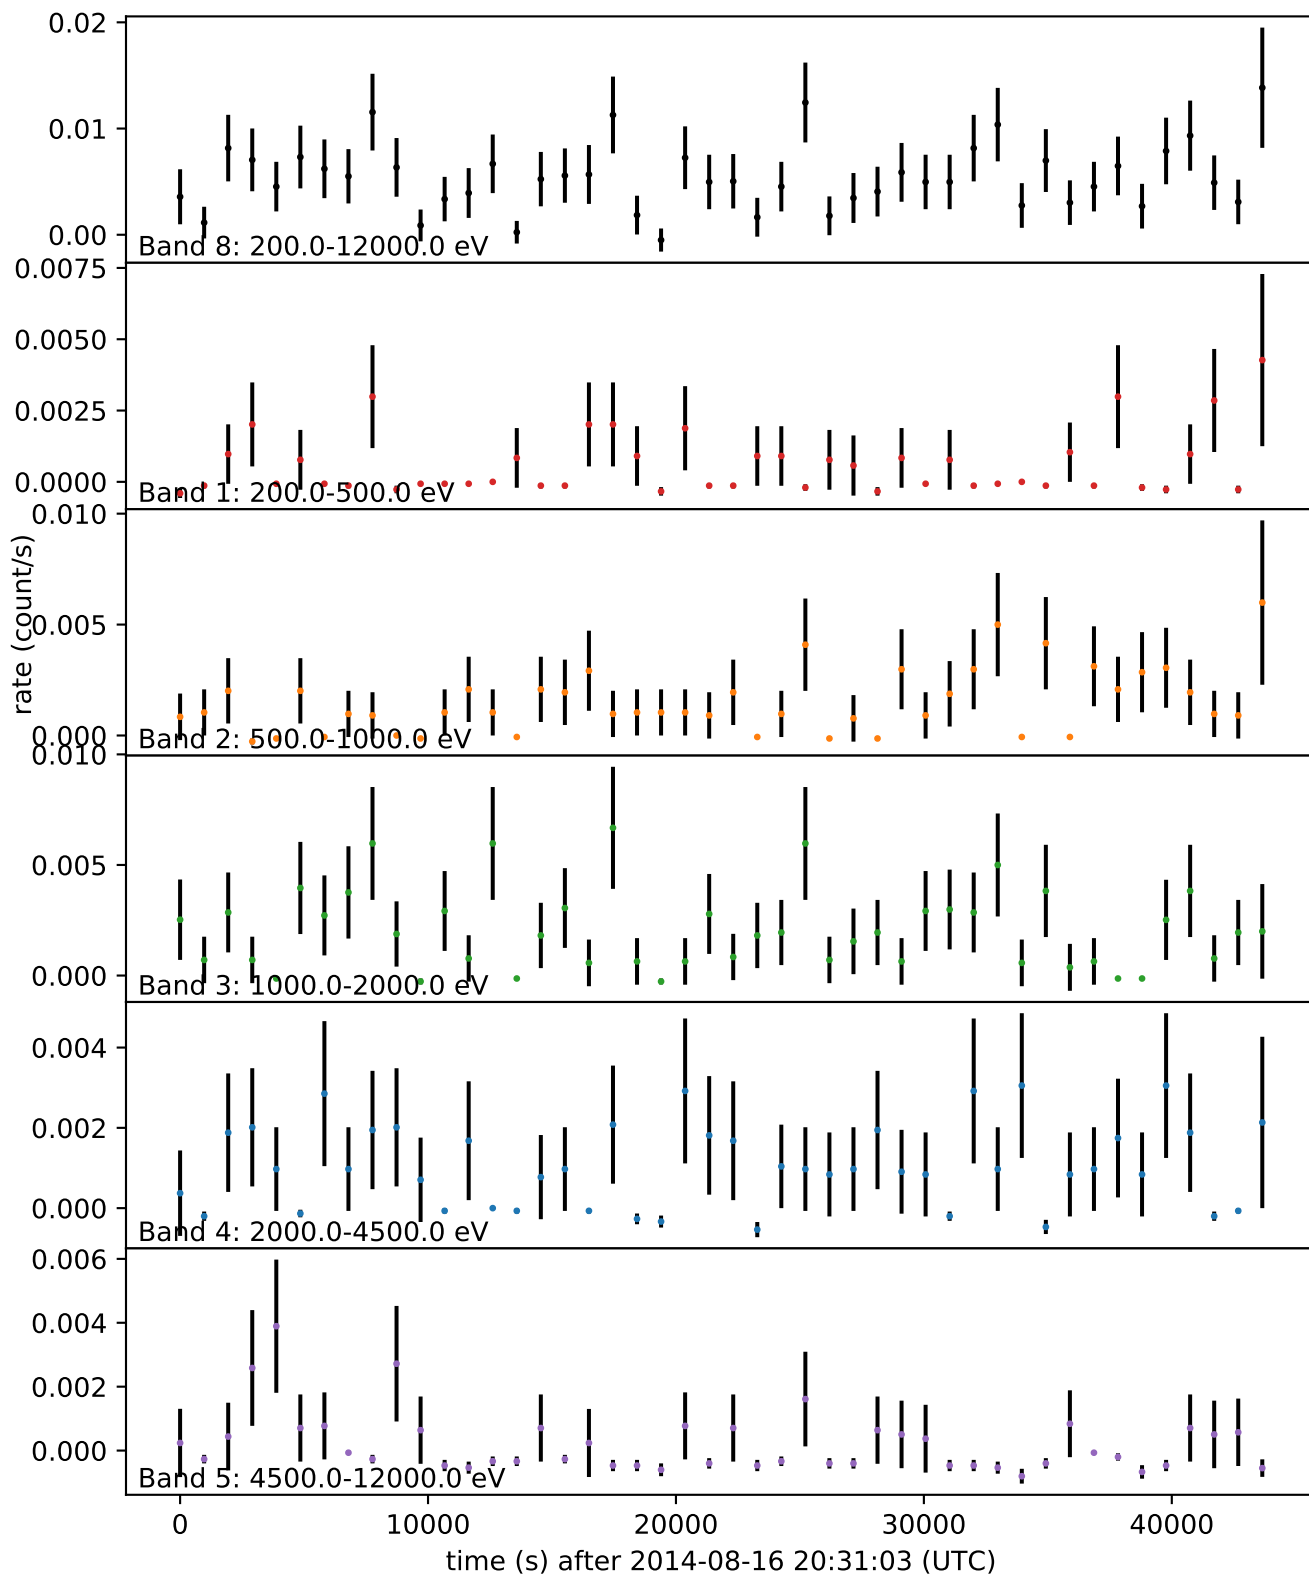 0.02
0.01
0.00
Band 8: 200.0-12000.0 eV
0.0075
0.0050
0.0025
0.0000
Band 1: 200.0-500.0 eV
0.010
0.005
0.000
Band 2: 500.0-1000.0 eV
rate (count/s)
0.010
0.005
0.000
Band 3: 1000.0-2000.0 eV
0.004
0.002
0.000
Band 4: 2000.0-4500.0 eV
0.006
0.004
0.002
0.000
Band 5: 4500.0-12000.0 eV
0 10000 20000 30000 40000
time (s) after 2014-08-16 20:31:03 (UTC)